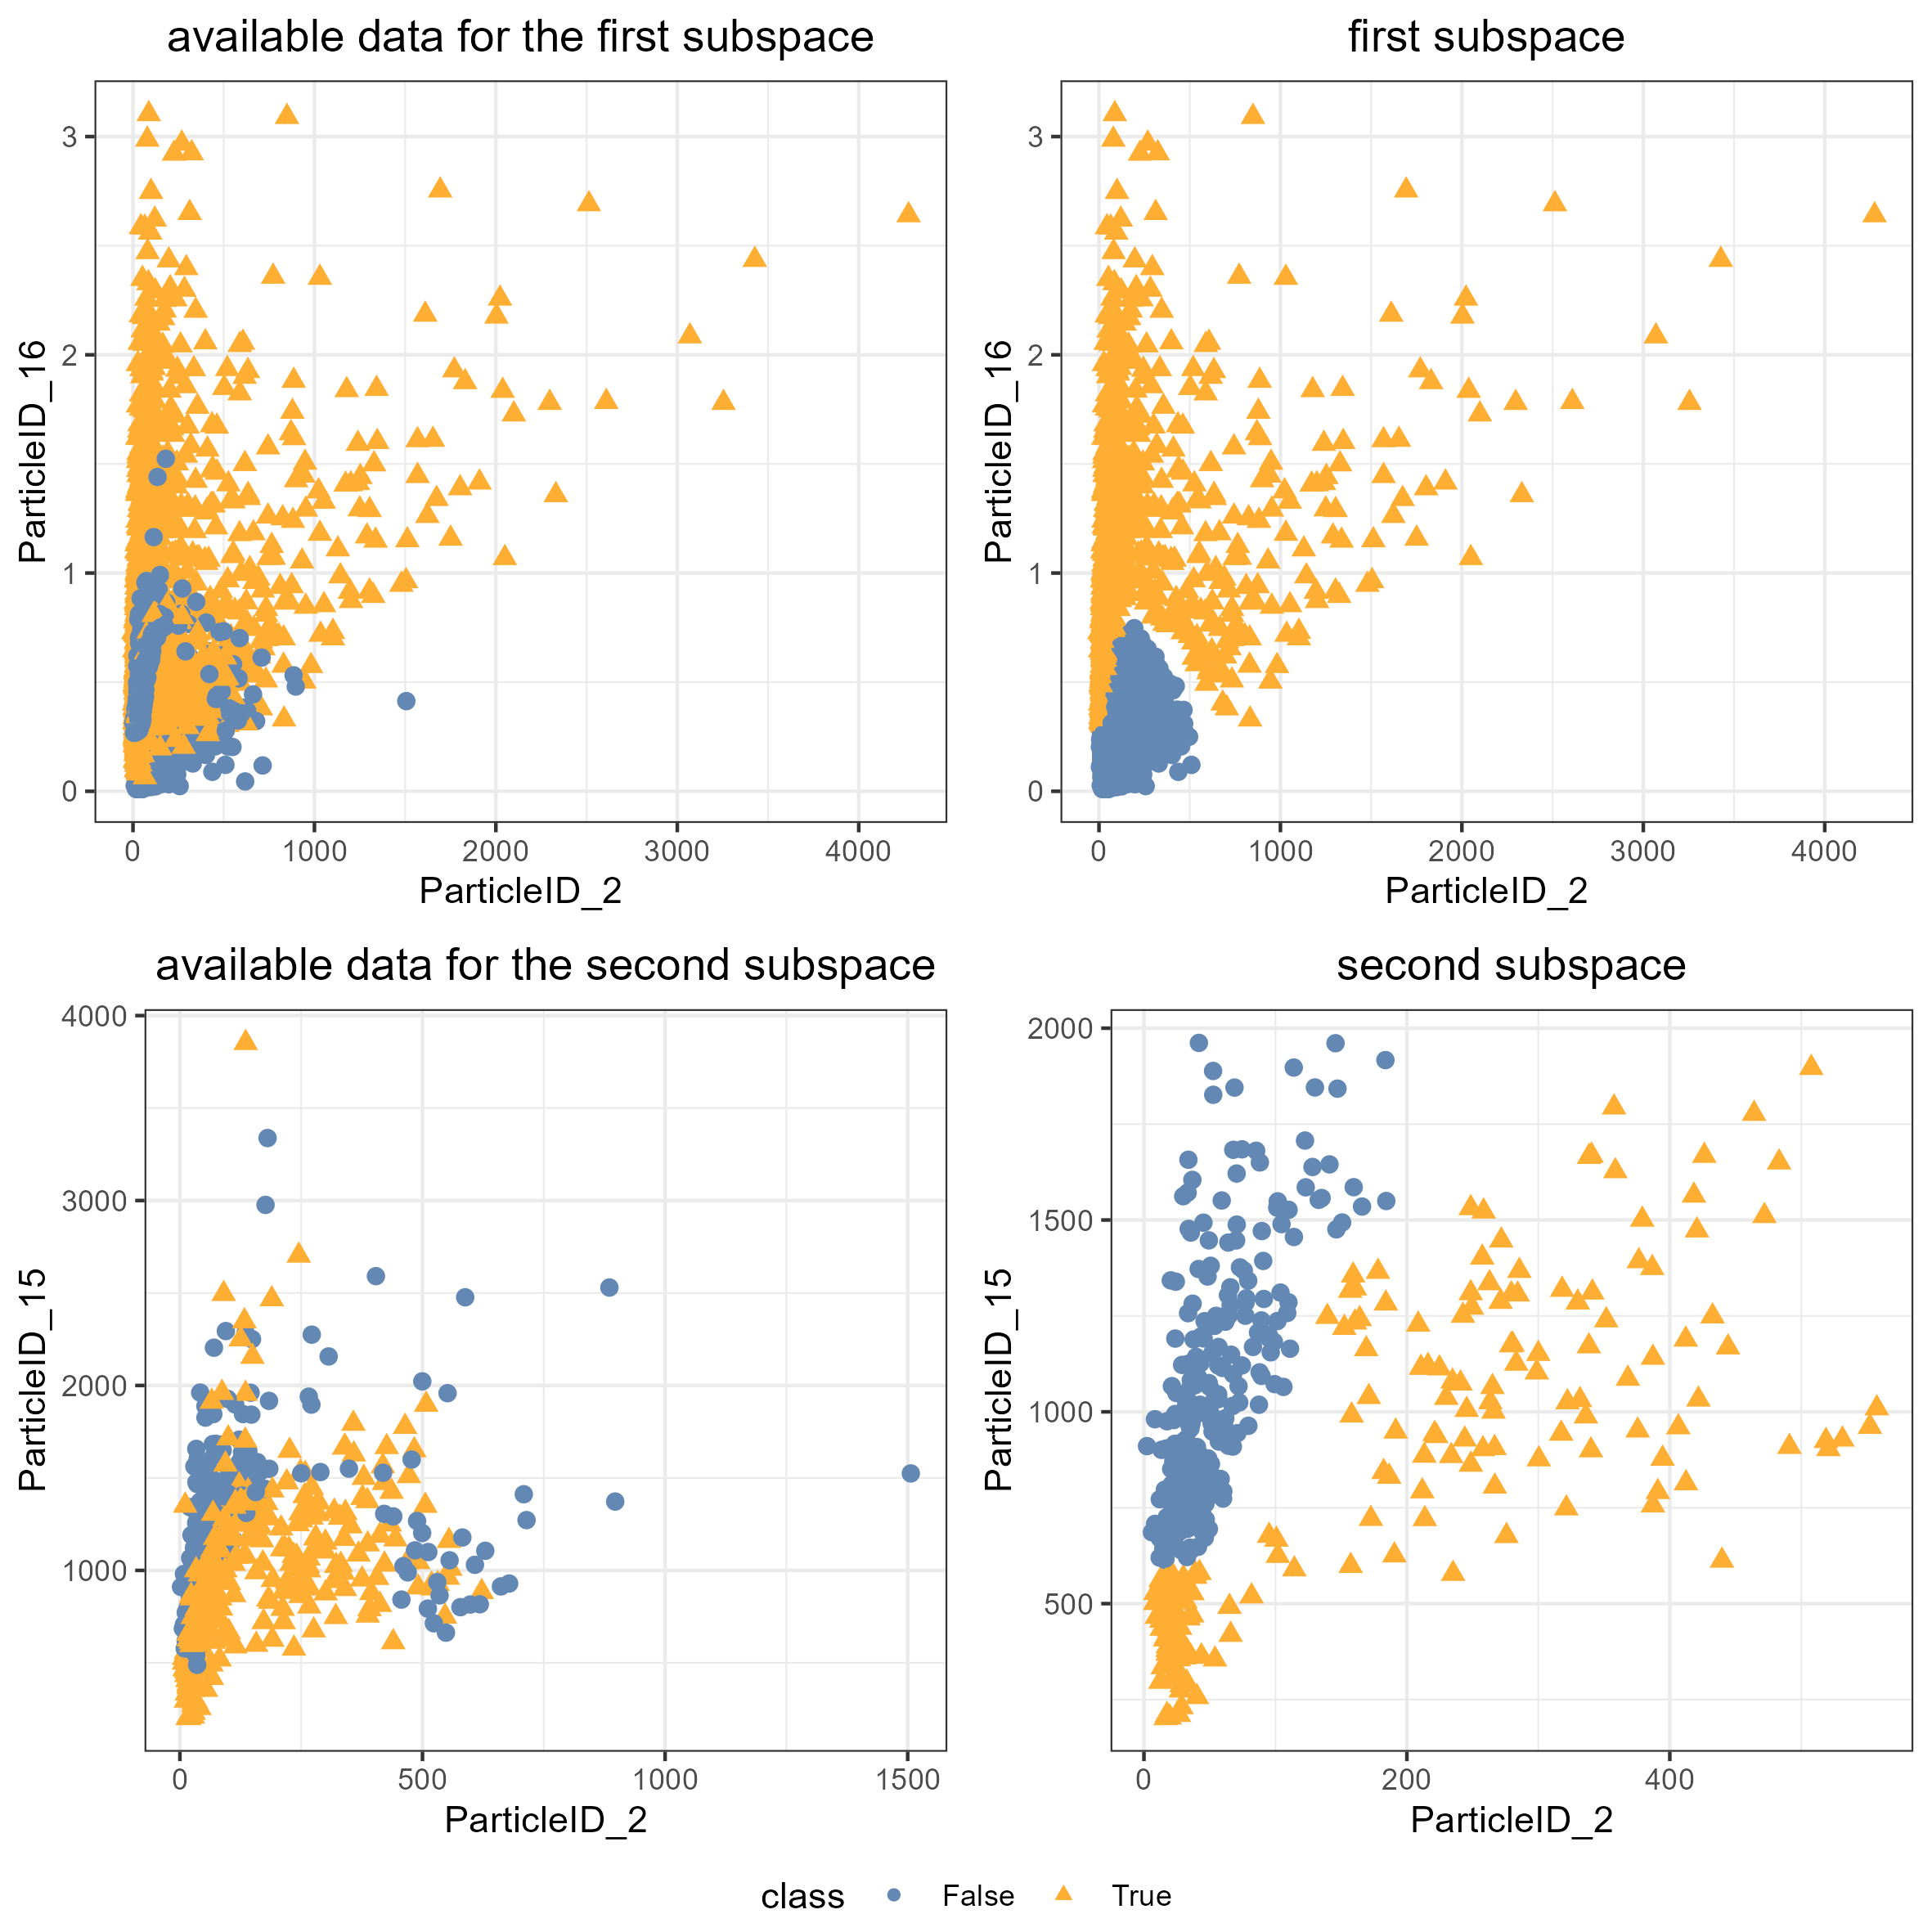 available data for the first subspace
ParticleID_16
3
2
1
0
0 1000 2000 3000 4000
ParticleID_2
first subspace
ParticleID_16
3
2
1
0
0 1000 2000 3000 4000
ParticleID_2
available data for the second subspace
ParticleID_15
4000
3000
2000
1000
0 500 1000 1500
ParticleID_2
second subspace
ParticleID_15
2000
1500
1000
500
0 200 400
ParticleID_2
class False True